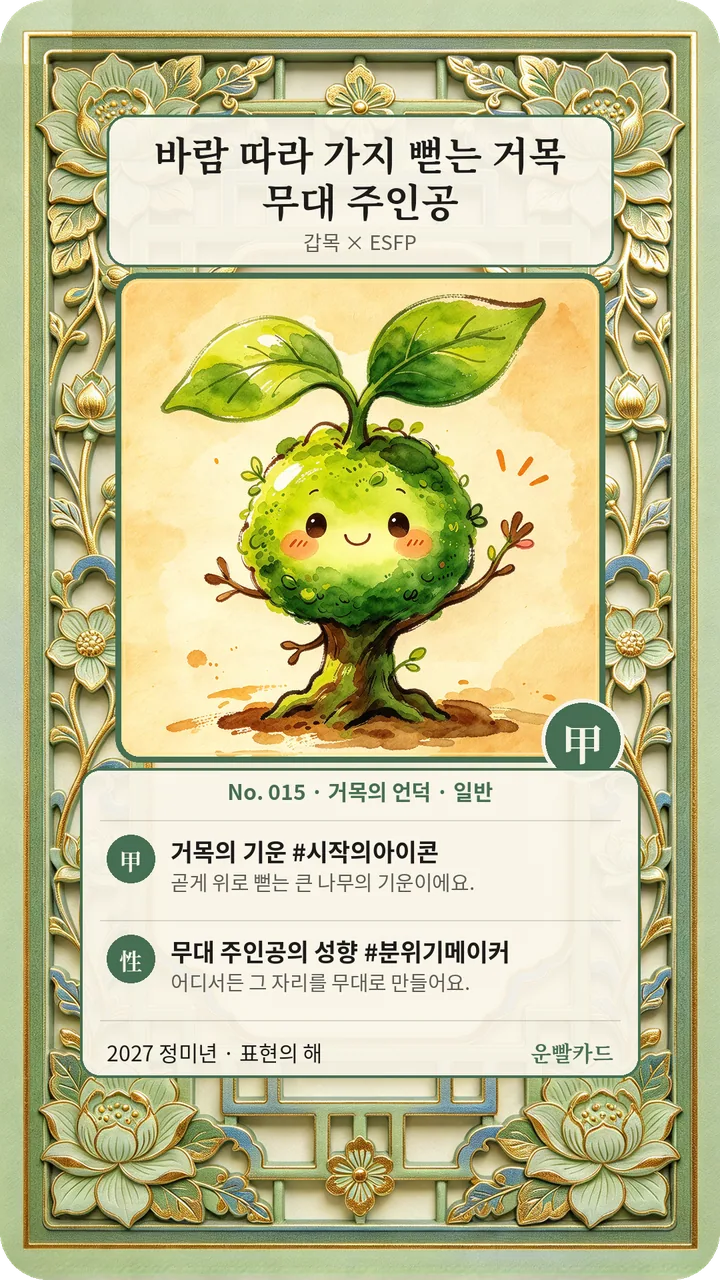 바람 따라 가지 뻗는 거목
무대 주인공
갑목 × ESFP
甲
No. 015 · 거목의 언덕 · 일반
甲
거목의 기운 #시작의아이콘
곧게 위로 뻗는 큰 나무의 기운이에요.
性
무대 주인공의 성향 #분위기메이커
어디서든 그 자리를 무대로 만들어요.
2027 정미년 · 표현의 해
운빨카드